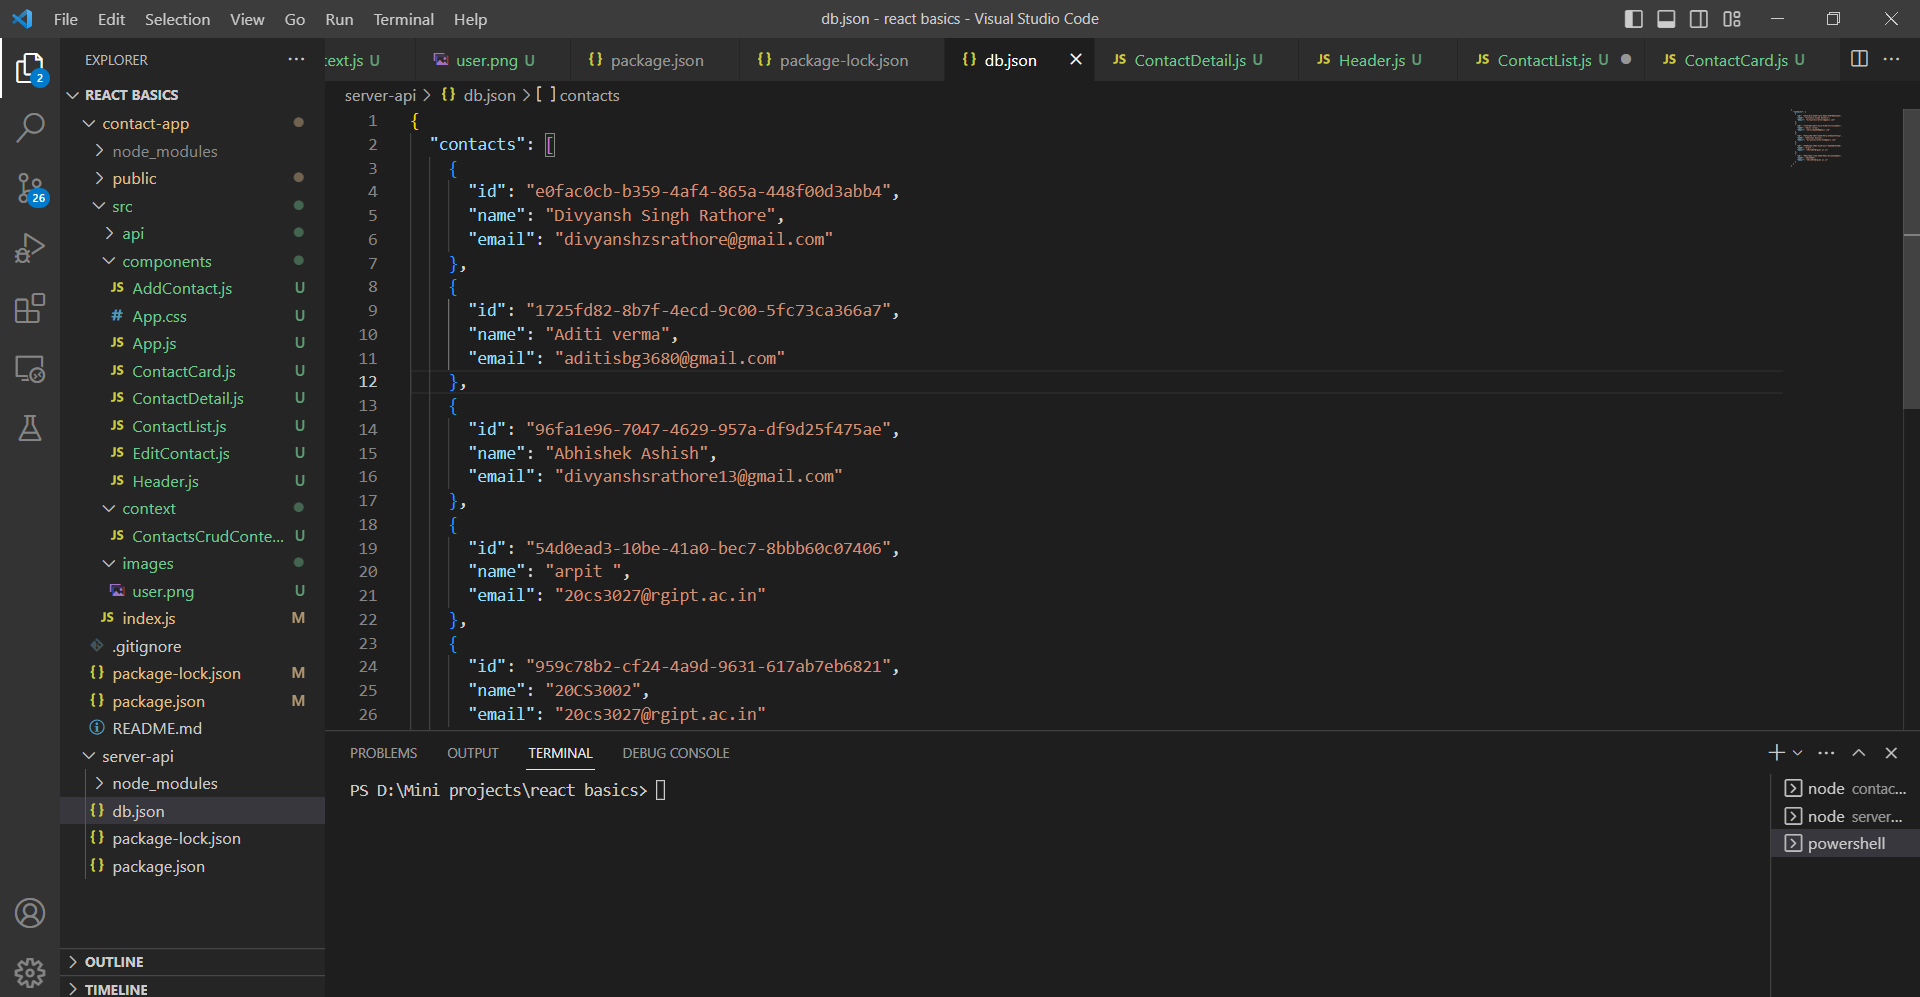 File Edit Selection View Go Run Terminal Help
db.json - react basics - Visual Studio Code
EXPLORER
text.js U
user.png U
package.json
package-lock.json
db.json
JS ContactDetail.js U
JS Header.js U
JS ContactList.js U
JS ContactCard.js U
server-api > {} db.json > [ ] contacts
2
26
REACT BASICS
contact-app
node_modules
public
src
api
components
JS AddContact.js U
# App.css U
JS App.js U
JS ContactCard.js U
JS ContactDetail.js U
JS ContactList.js U
JS EditContact.js U
JS Header.js U
context
JS ContactsCrudConte... U
images
user.png U
JS index.js M
.gitignore
{} package-lock.json M
{} package.json M
README.md
server-api
node_modules
{} db.json
{} package-lock.json
{} package.json
OUTLINE
TIMELINE
1 {
2 "contacts": [
3 {
4 "id": "e0fac0cb-b359-4af4-865a-448f00d3abb4",
5 "name": "Divyansh Singh Rathore",
6 "email": "divyanshzsrathore@gmail.com"
7 },
8 {
9 "id": "1725fd82-8b7f-4ecd-9c00-5fc73ca366a7",
10 "name": "Aditi verma",
11 "email": "aditisbg3680@gmail.com"
12 },
13 {
14 "id": "96fa1e96-7047-4629-957a-df9d25f475ae",
15 "name": "Abhishek Ashish",
16 "email": "divyanshsrathore13@gmail.com"
17 },
18 {
19 "id": "54d0ead3-10be-41a0-bec7-8bbb60c07406",
20 "name": "arpit ",
21 "email": "20cs3027@rgipt.ac.in"
22 },
23 {
24 "id": "959c78b2-cf24-4a9d-9631-617ab7eb6821",
25 "name": "20CS3002",
26 "email": "20cs3027@rgipt.ac.in"
PROBLEMS OUTPUT TERMINAL DEBUG CONSOLE
PS D:\Mini projects\react basics>
node contac...
node server...
powershell